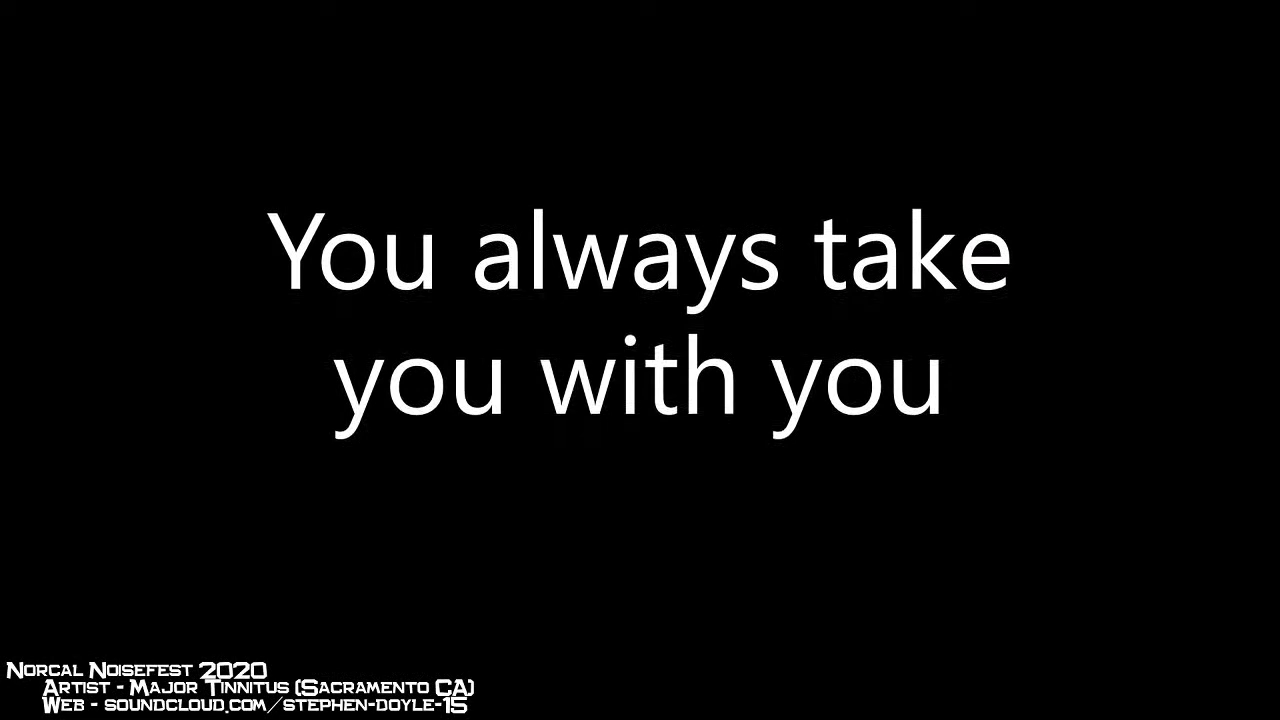 You always take
you with you
Norcal Noisefest 2020
Artist - Major Tinnitus (Sacramento CA)
Web - soundcloud.com/stephen-doyle-15